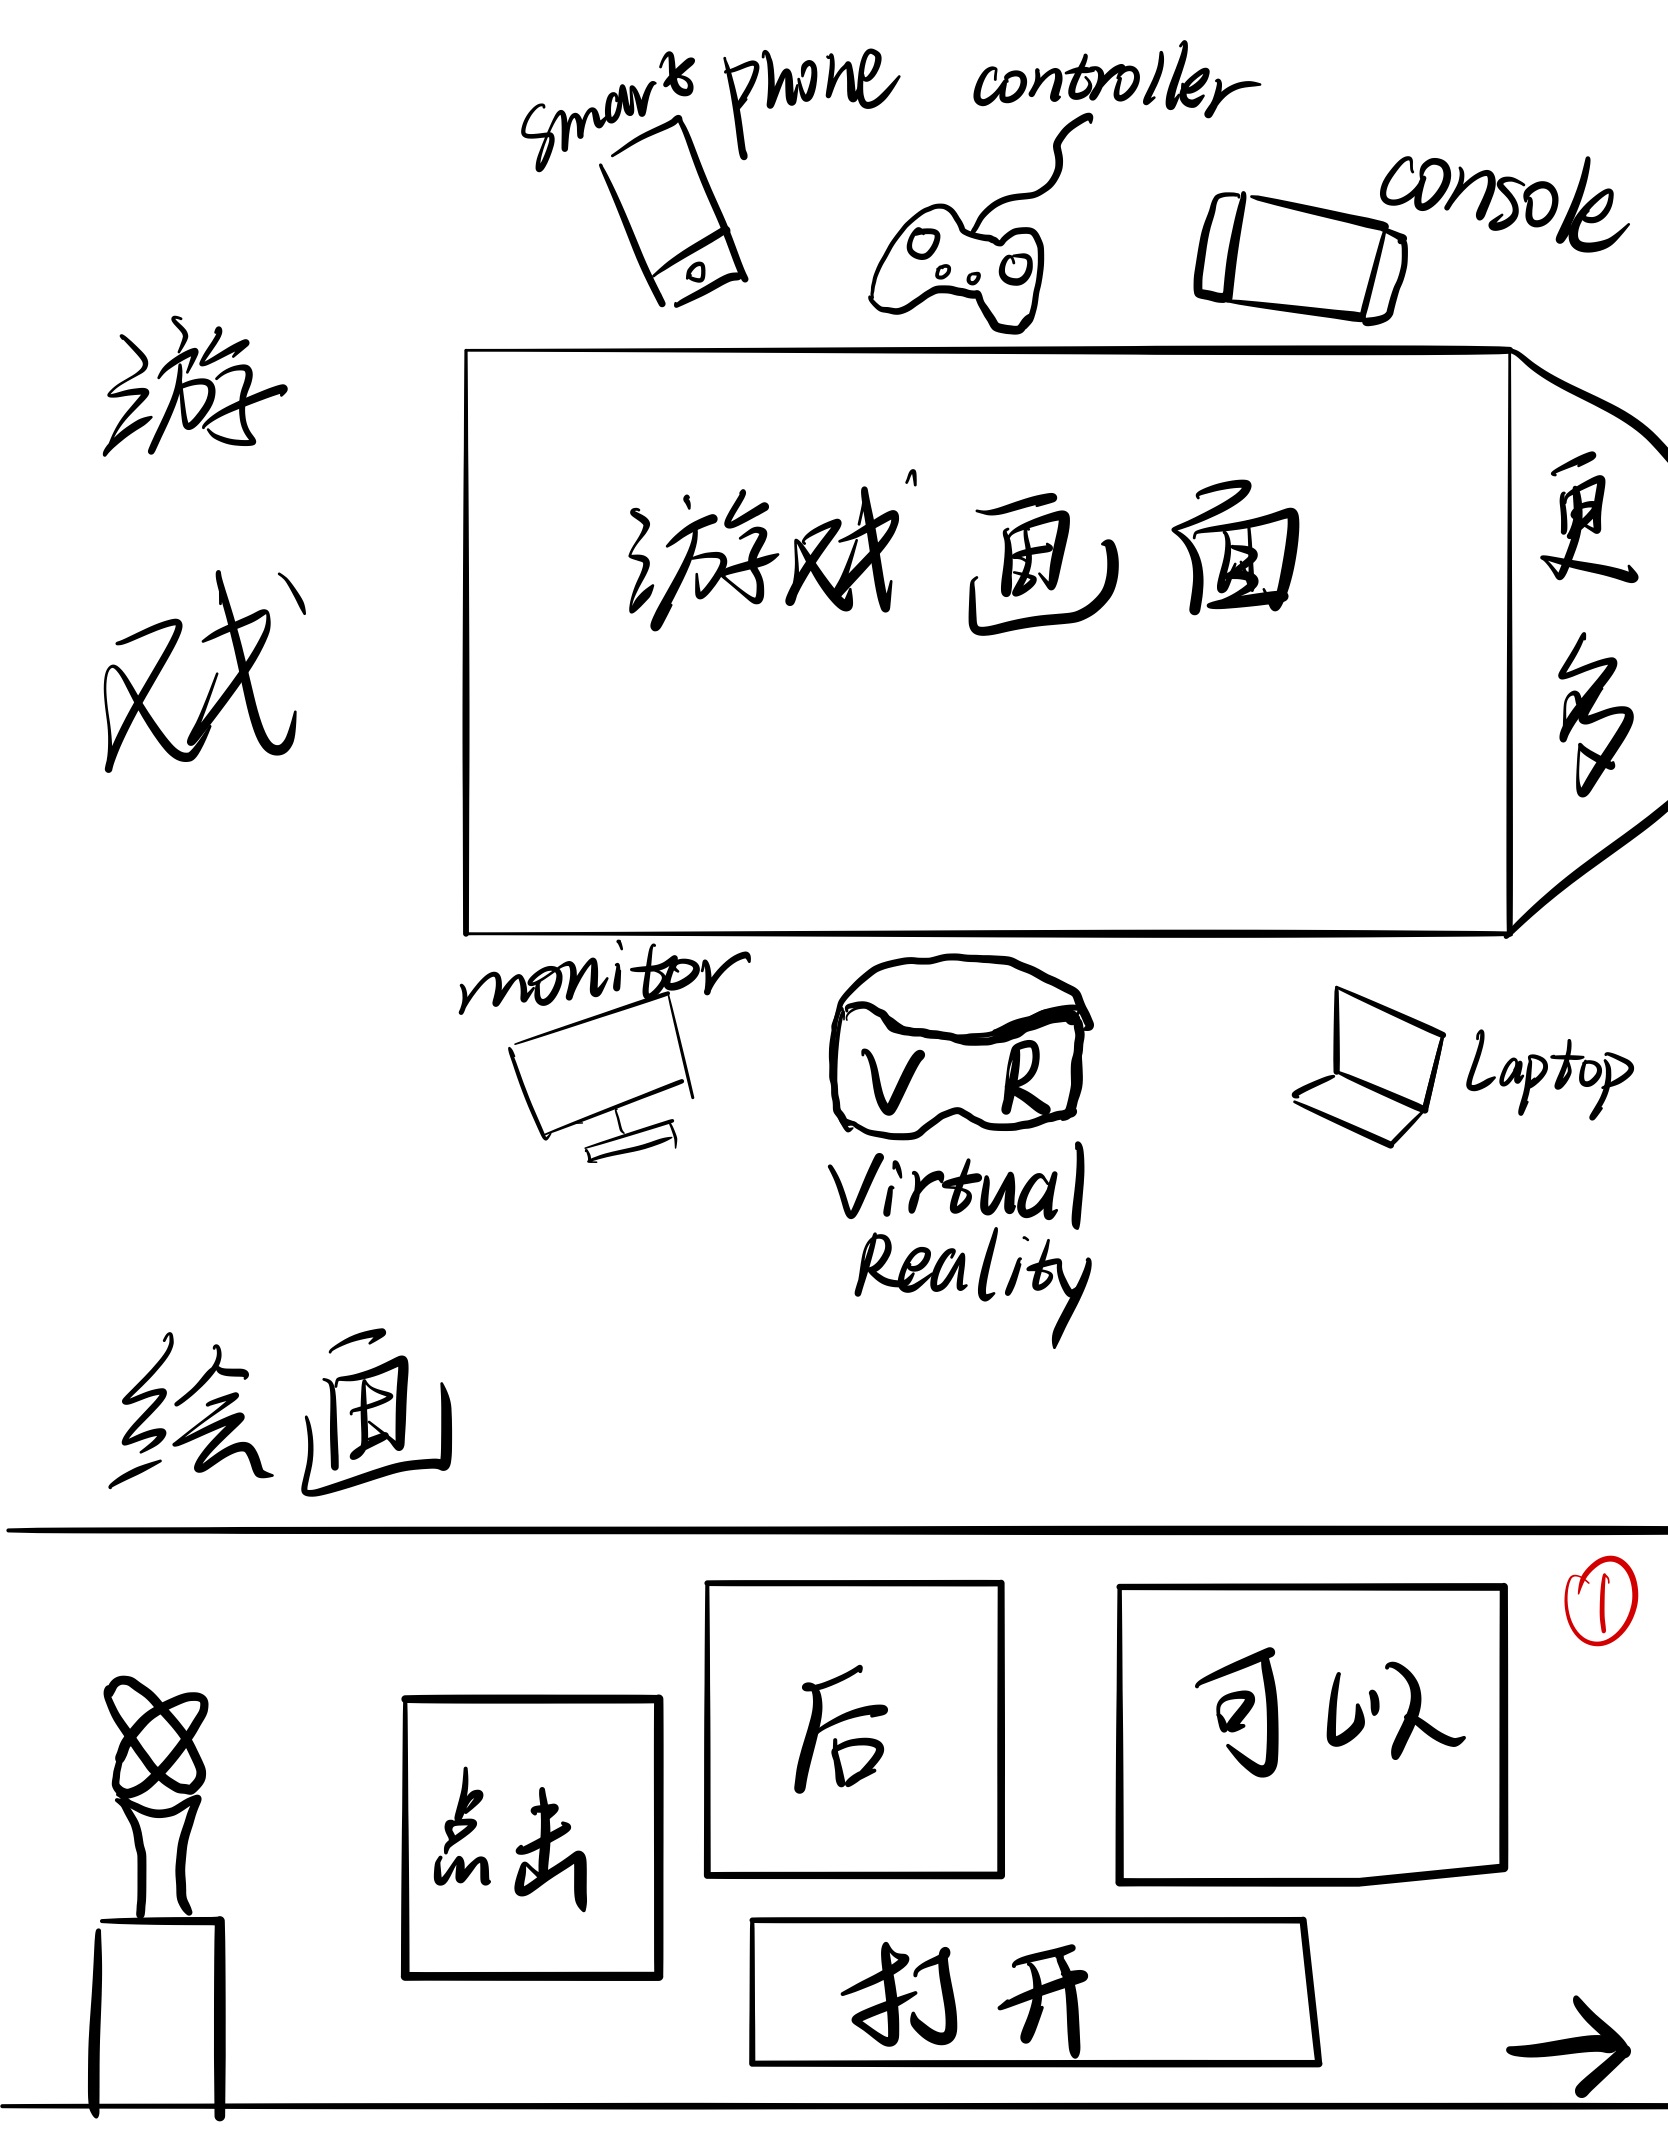 smart phone
controller
console
游戏
游戏画面
更多
monitor
VR
Virtual
Reality
Laptop
绘画
①
点击
后
可以
打开